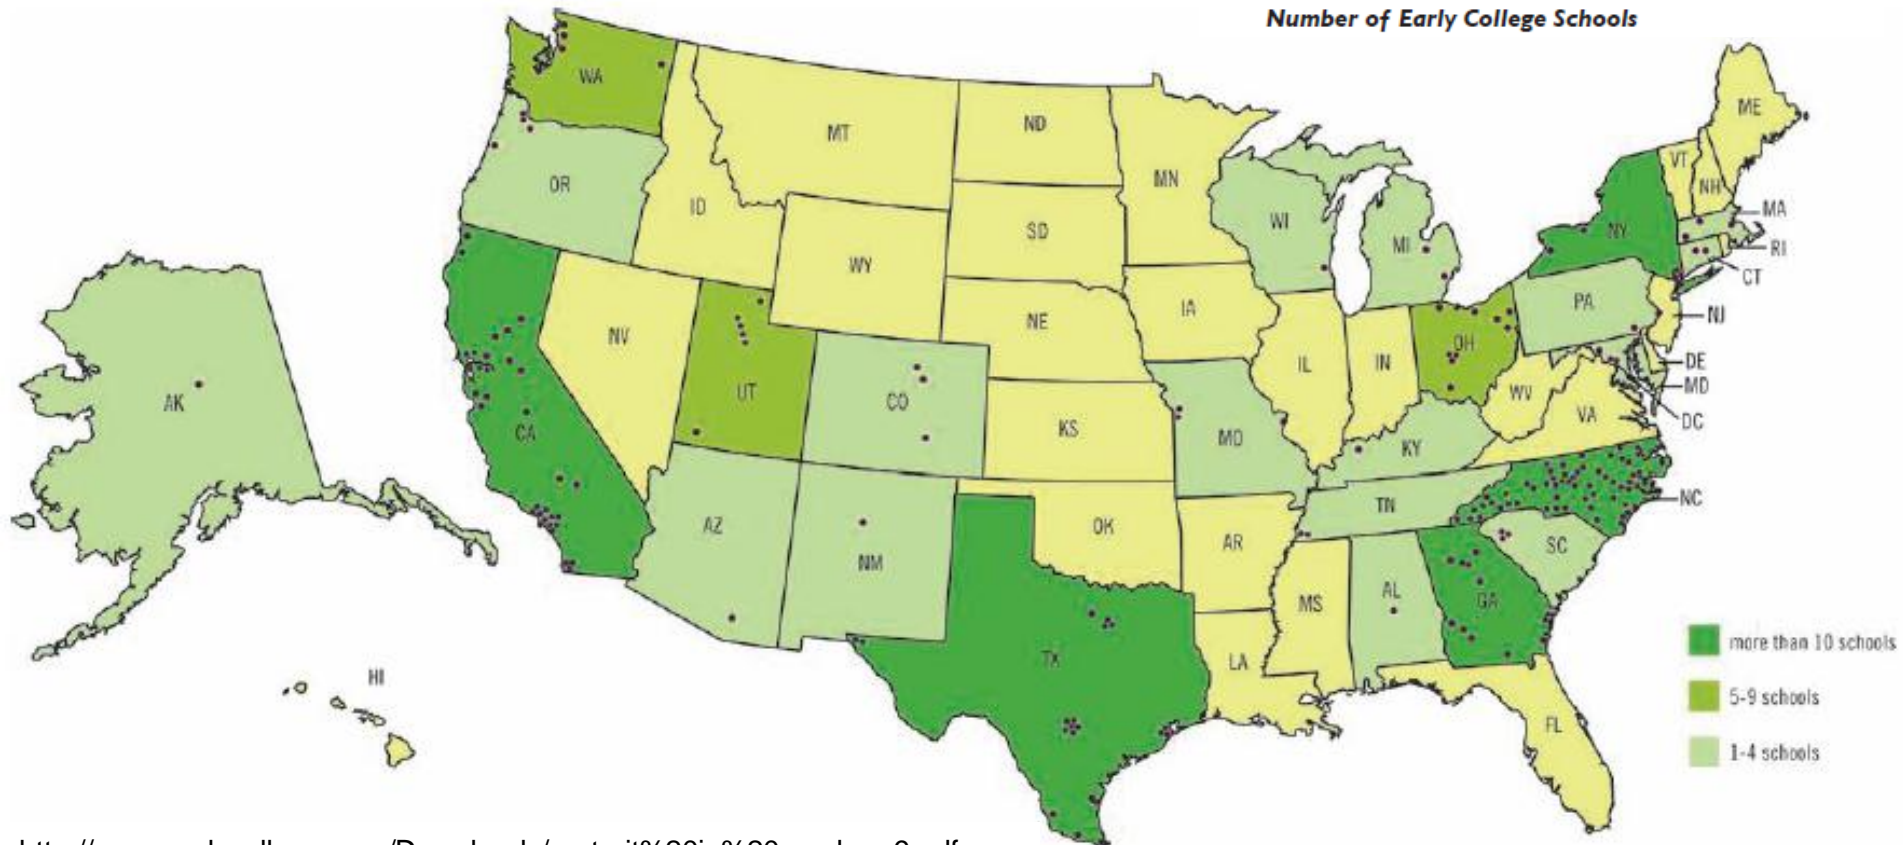 Number of Early College Schools
WA
OR
CA
ID
NV
UT
AZ
MT
WY
CO
NM
ND
SD
NE
KS
OK
TX
MN
IA
MO
AR
LA
WI
IL
MS
MI
IN
KY
TN
AL
OH
WV
VA
NC
SC
GA
FL
PA
NY
VT
NH
ME
MA
RI
CT
NJ
DE
MD
DC
AK
HI
more than 10 schools
5-9 schools
1-4 schools